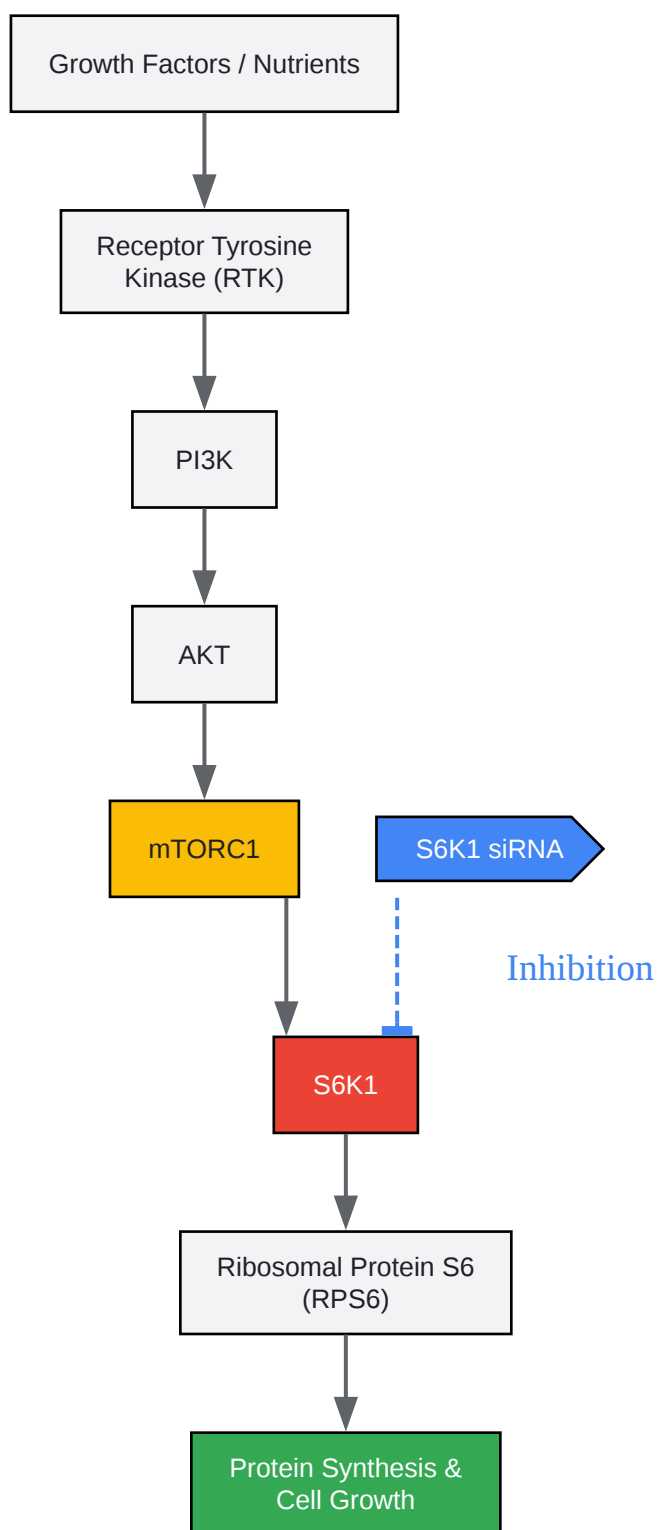 Growth Factors / Nutrients
Receptor Tyrosine
Kinase (RTK)
PI3K
AKT
mTORC1
S6K1 siRNA
Inhibition
S6K1
Ribosomal Protein S6
(RPS6)
Protein Synthesis &
Cell Growth